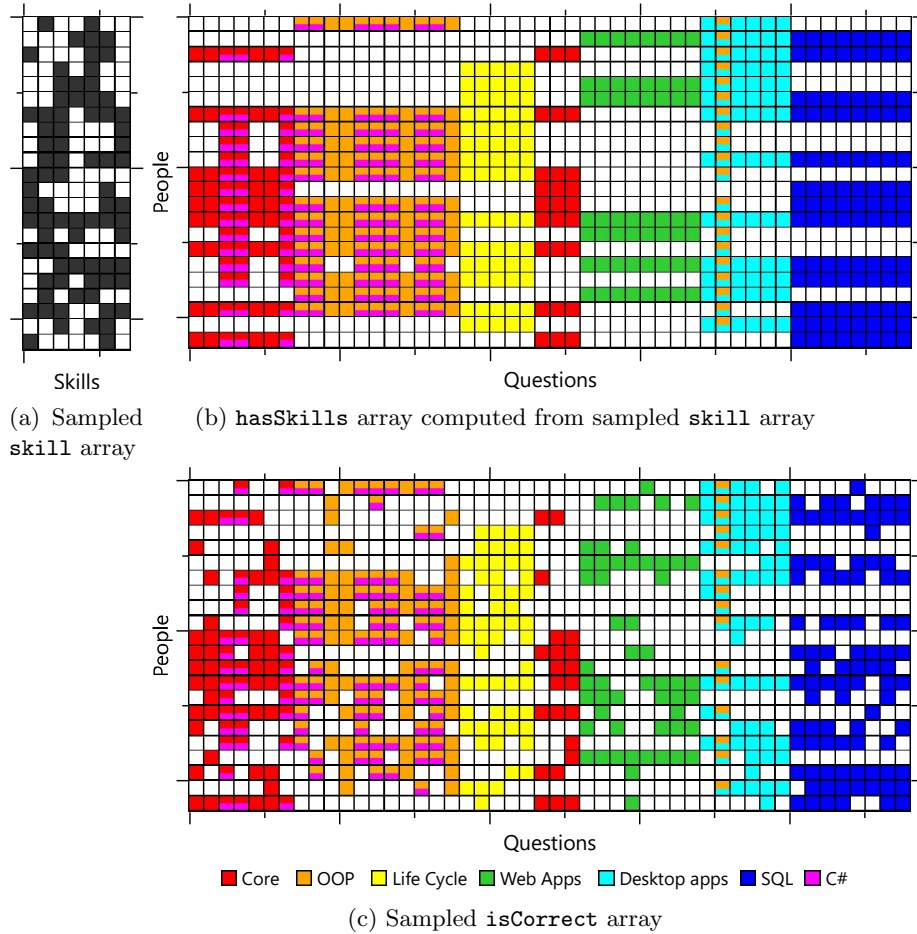 People
Skills
Questions
(a) Sampled
skill array
(b) hasSkills array computed from sampled skill array
People
Questions
Core OOP Life Cycle Web Apps Desktop apps SQL C#
(c) Sampled isCorrect array